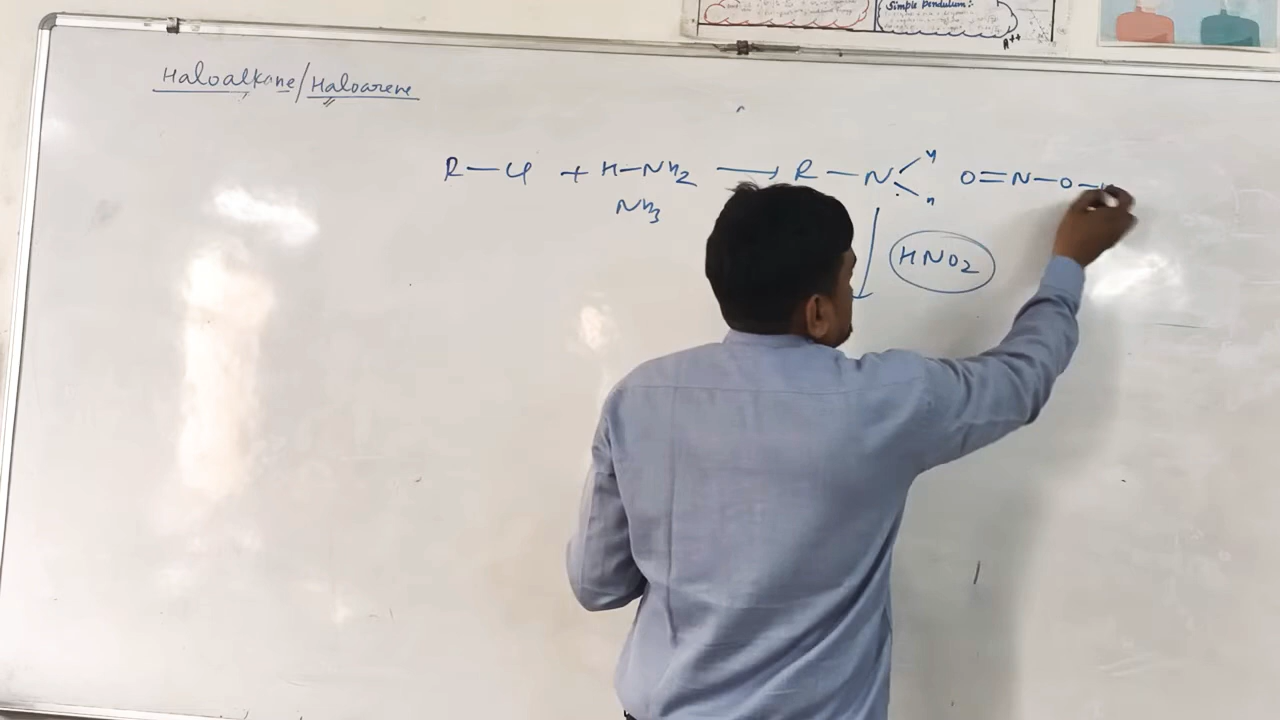 Simple Pendulum:-
A++
Haloalkane/Haloarene
R—Cl + H—NH2 ⟶ R—N H H O=N—O—
NH3
HNO2